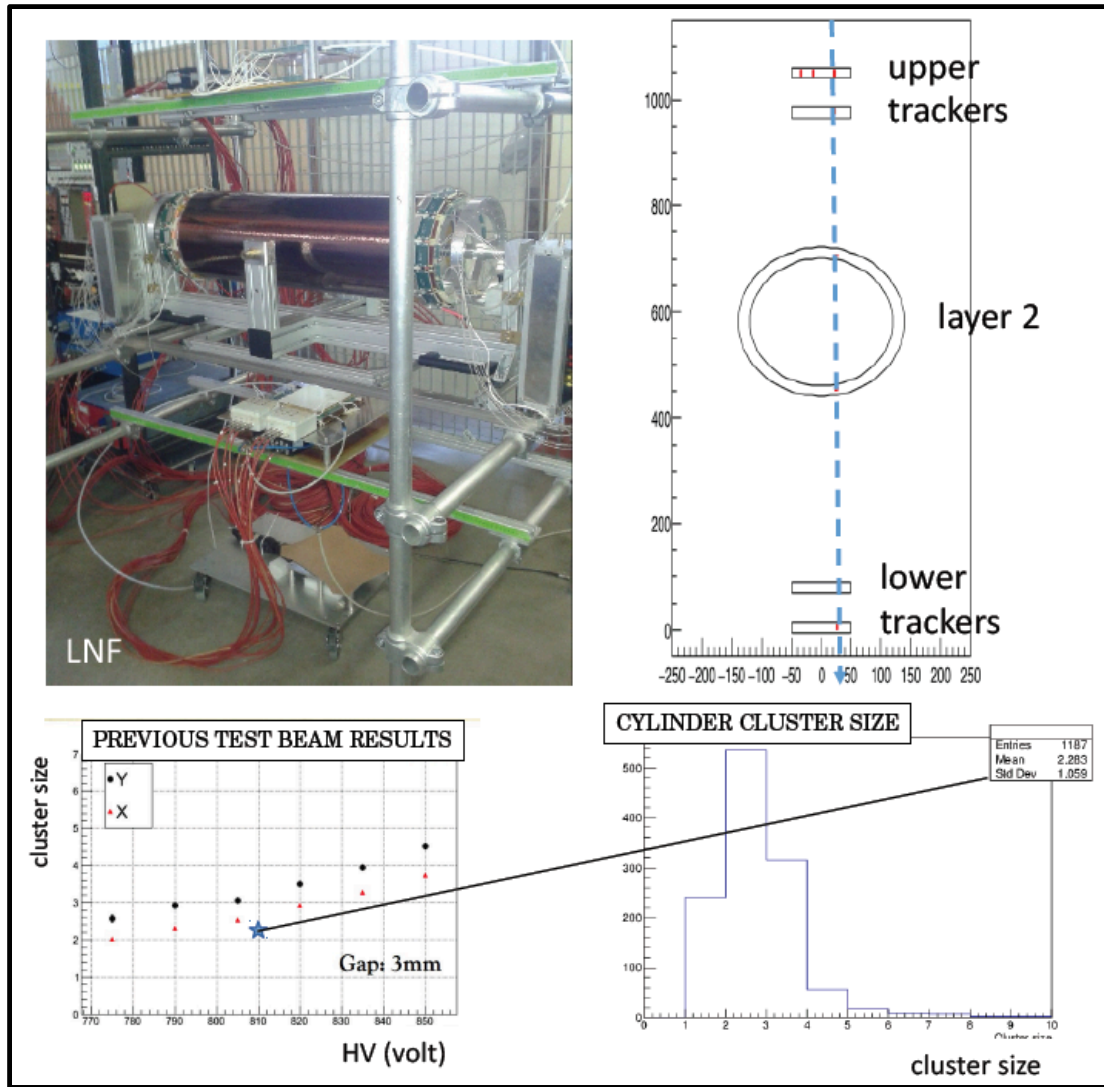 LNF
upper
trackers
layer 2
lower
trackers
1000
800
600
400
200
0
-250 -200 -150 -100 -50 0 50 100 150 200 250
PREVIOUS TEST BEAM RESULTS
cluster size
7
6
5
4
3
2
1
0
Y
X
Gap: 3mm
770 780 790 800 810 820 830 840 850
HV (volt)
CYLINDER CLUSTER SIZE
Entries 1187
Mean 2.283
Std Dev 1.059
500
400
300
200
100
0
0 1 2 3 4 5 6 7 8 9 10
Cluster size
cluster size